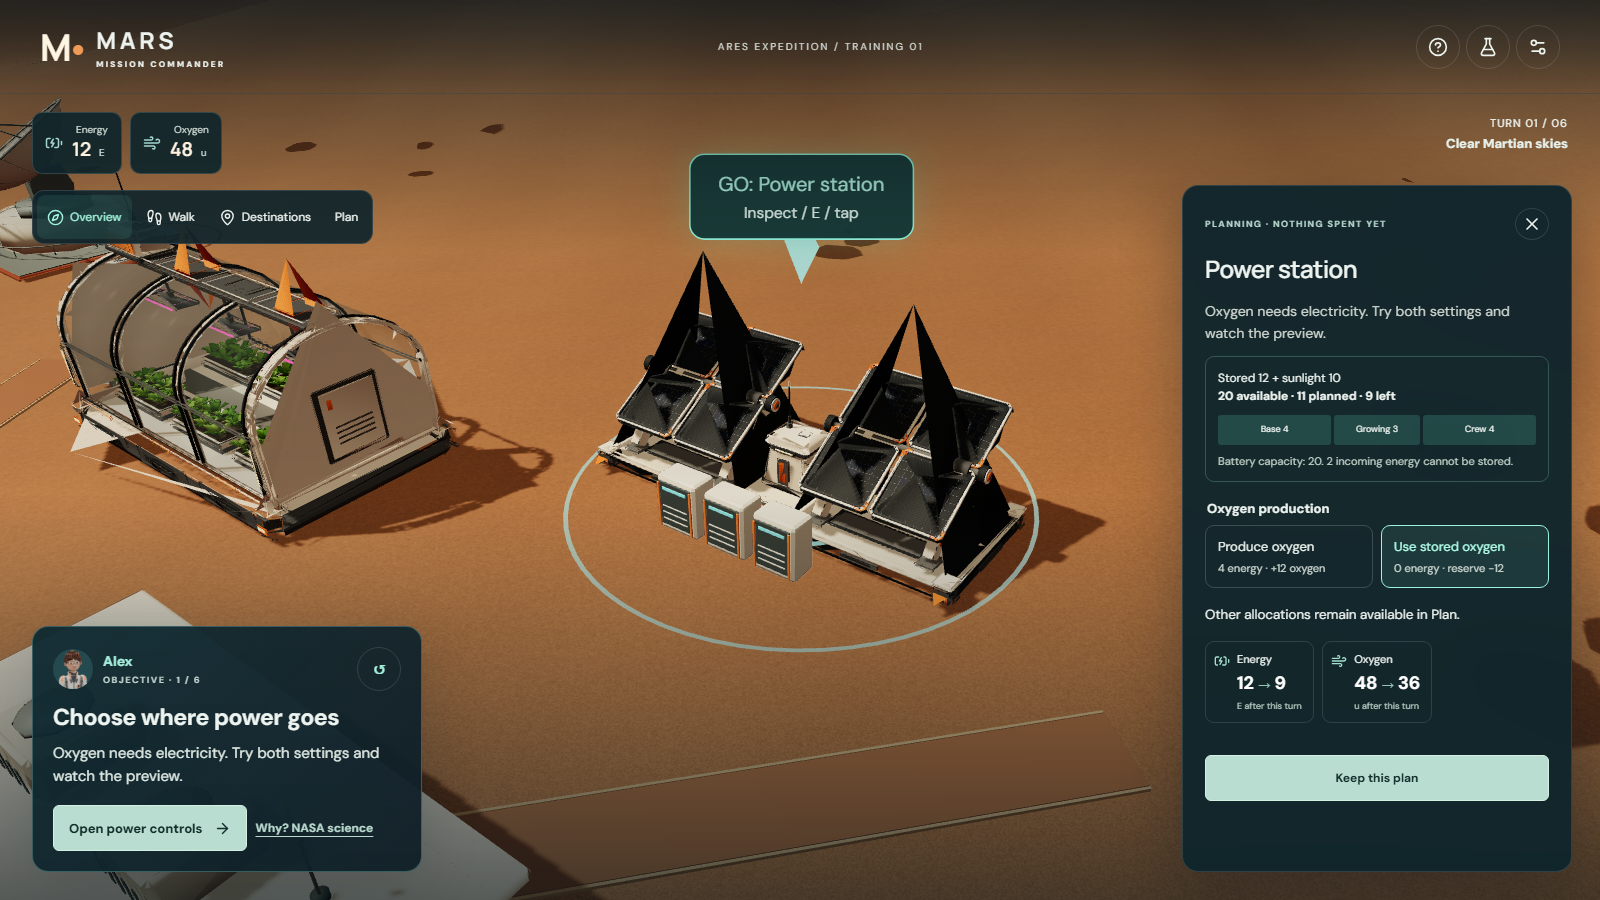 M
MARS
MISSION COMMANDER
ARES EXPEDITION / TRAINING 01
TURN 01 / 06
Clear Martian skies
Energy
12 E
Oxygen
48 u
Overview
Walk
Destinations
Plan
GO: Power station
Inspect / E / tap
PLANNING · NOTHING SPENT YET
Power station
Oxygen needs electricity. Try both settings and
watch the preview.
Stored 12 + sunlight 10
20 available · 11 planned · 9 left
Base 4
Growing 3
Crew 4
Battery capacity: 20. 2 incoming energy cannot be stored.
Oxygen production
Produce oxygen
4 energy · +12 oxygen
Use stored oxygen
0 energy · reserve −12
Other allocations remain available in Plan.
Energy
12 → 9
E after this turn
Oxygen
48 → 36
u after this turn
Keep this plan
Alex
OBJECTIVE · 1 / 6
Choose where power goes
Oxygen needs electricity. Try both settings and
watch the preview.
Open power controls →
Why? NASA science